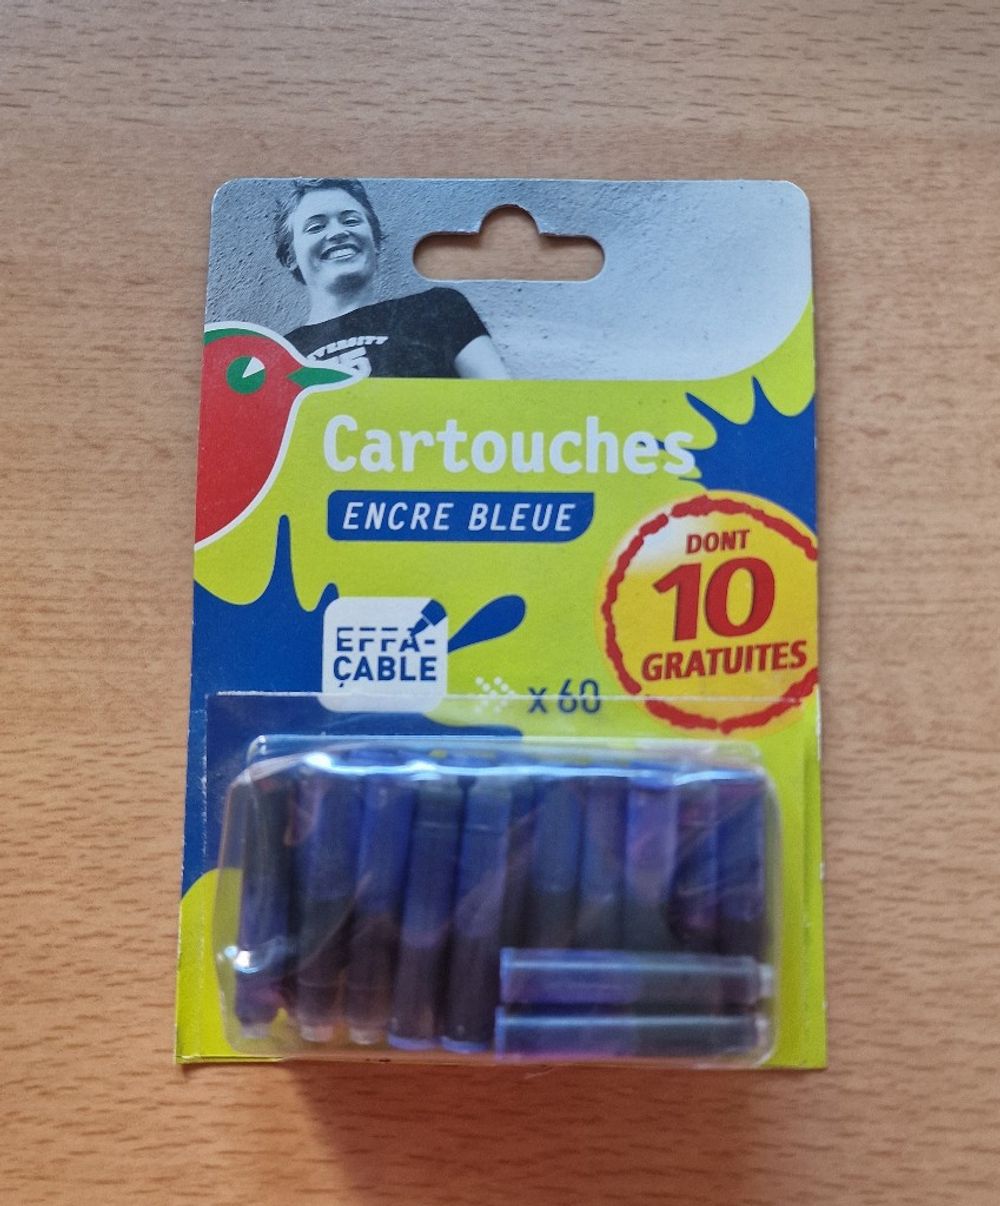 Cartouches
ENCRE BLEUE
DONT
10
GRATUITES
EFFA-
ÇABLE
x 60